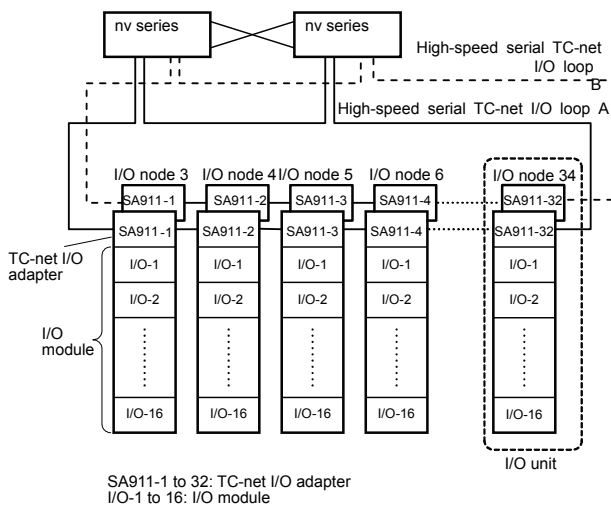 nv series
nv series
High-speed serial TC-net
I/O loop
B
High-speed serial TC-net I/O loop A
I/O node 3
I/O node 4
I/O node 5
I/O node 6
I/O node 34
SA911-1
SA911-2
SA911-3
SA911-4
SA911-32
SA911-1
SA911-2
SA911-3
SA911-4
SA911-32
TC-net I/O
adapter
I/O-1
I/O-1
I/O-1
I/O-1
I/O-1
I/O-2
I/O-2
I/O-2
I/O-2
I/O-2
I/O
module
I/O-16
I/O-16
I/O-16
I/O-16
I/O-16
I/O unit
SA911-1 to 32: TC-net I/O adapter
I/O-1 to 16: I/O module